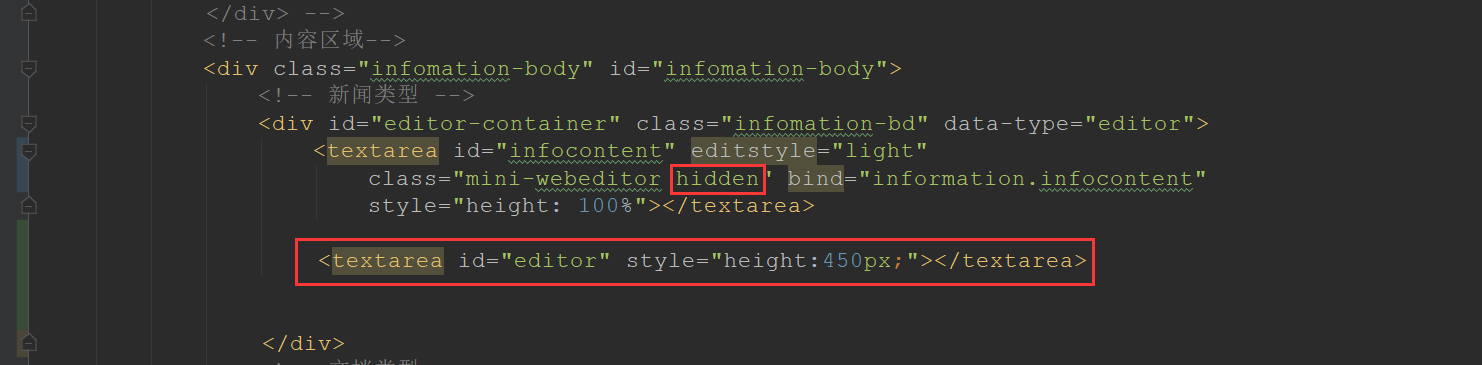 </div> -->
<!-- 内容区域-->
<div class="infomation-body" id="infomation-body">
<!-- 新闻类型 -->
<div id="editor-container" class="infomation-bd" data-type="editor">
<textarea id="infocontent" editstyle="light"
class="mini-webeditor hidden" bind="information.infocontent"
style="height: 100%"></textarea>
<textarea id="editor" style="height:450px;"></textarea>
</div>